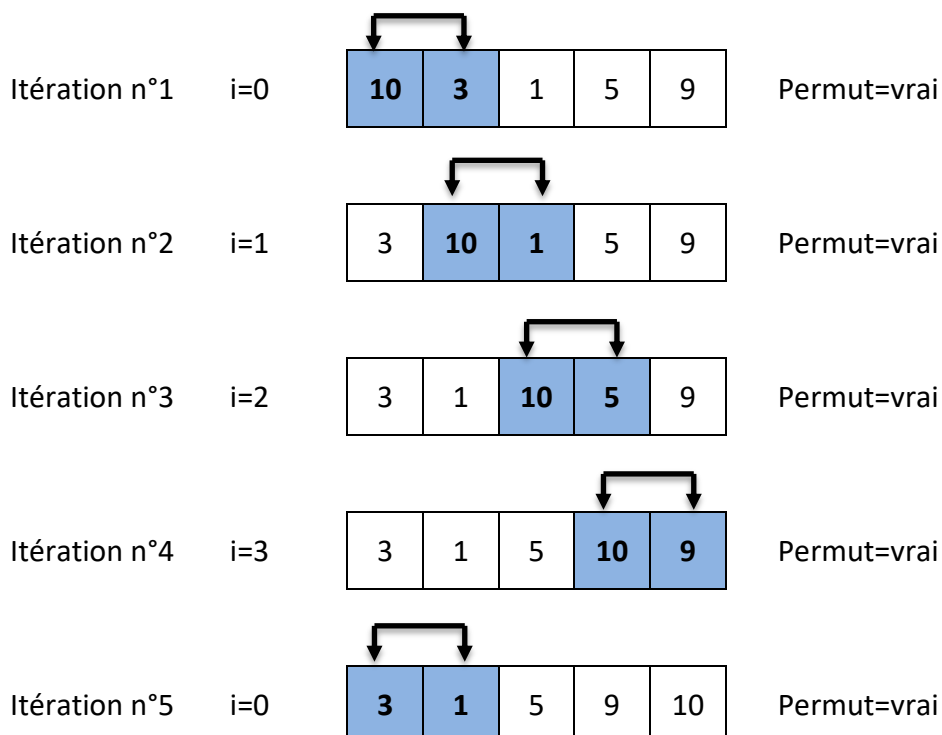 Itération n°1 i=0 10 3 1 5 9 Permut=vrai
Itération n°2 i=1 3 10 1 5 9 Permut=vrai
Itération n°3 i=2 3 1 10 5 9 Permut=vrai
Itération n°4 i=3 3 1 5 10 9 Permut=vrai
Itération n°5 i=0 3 1 5 9 10 Permut=vrai